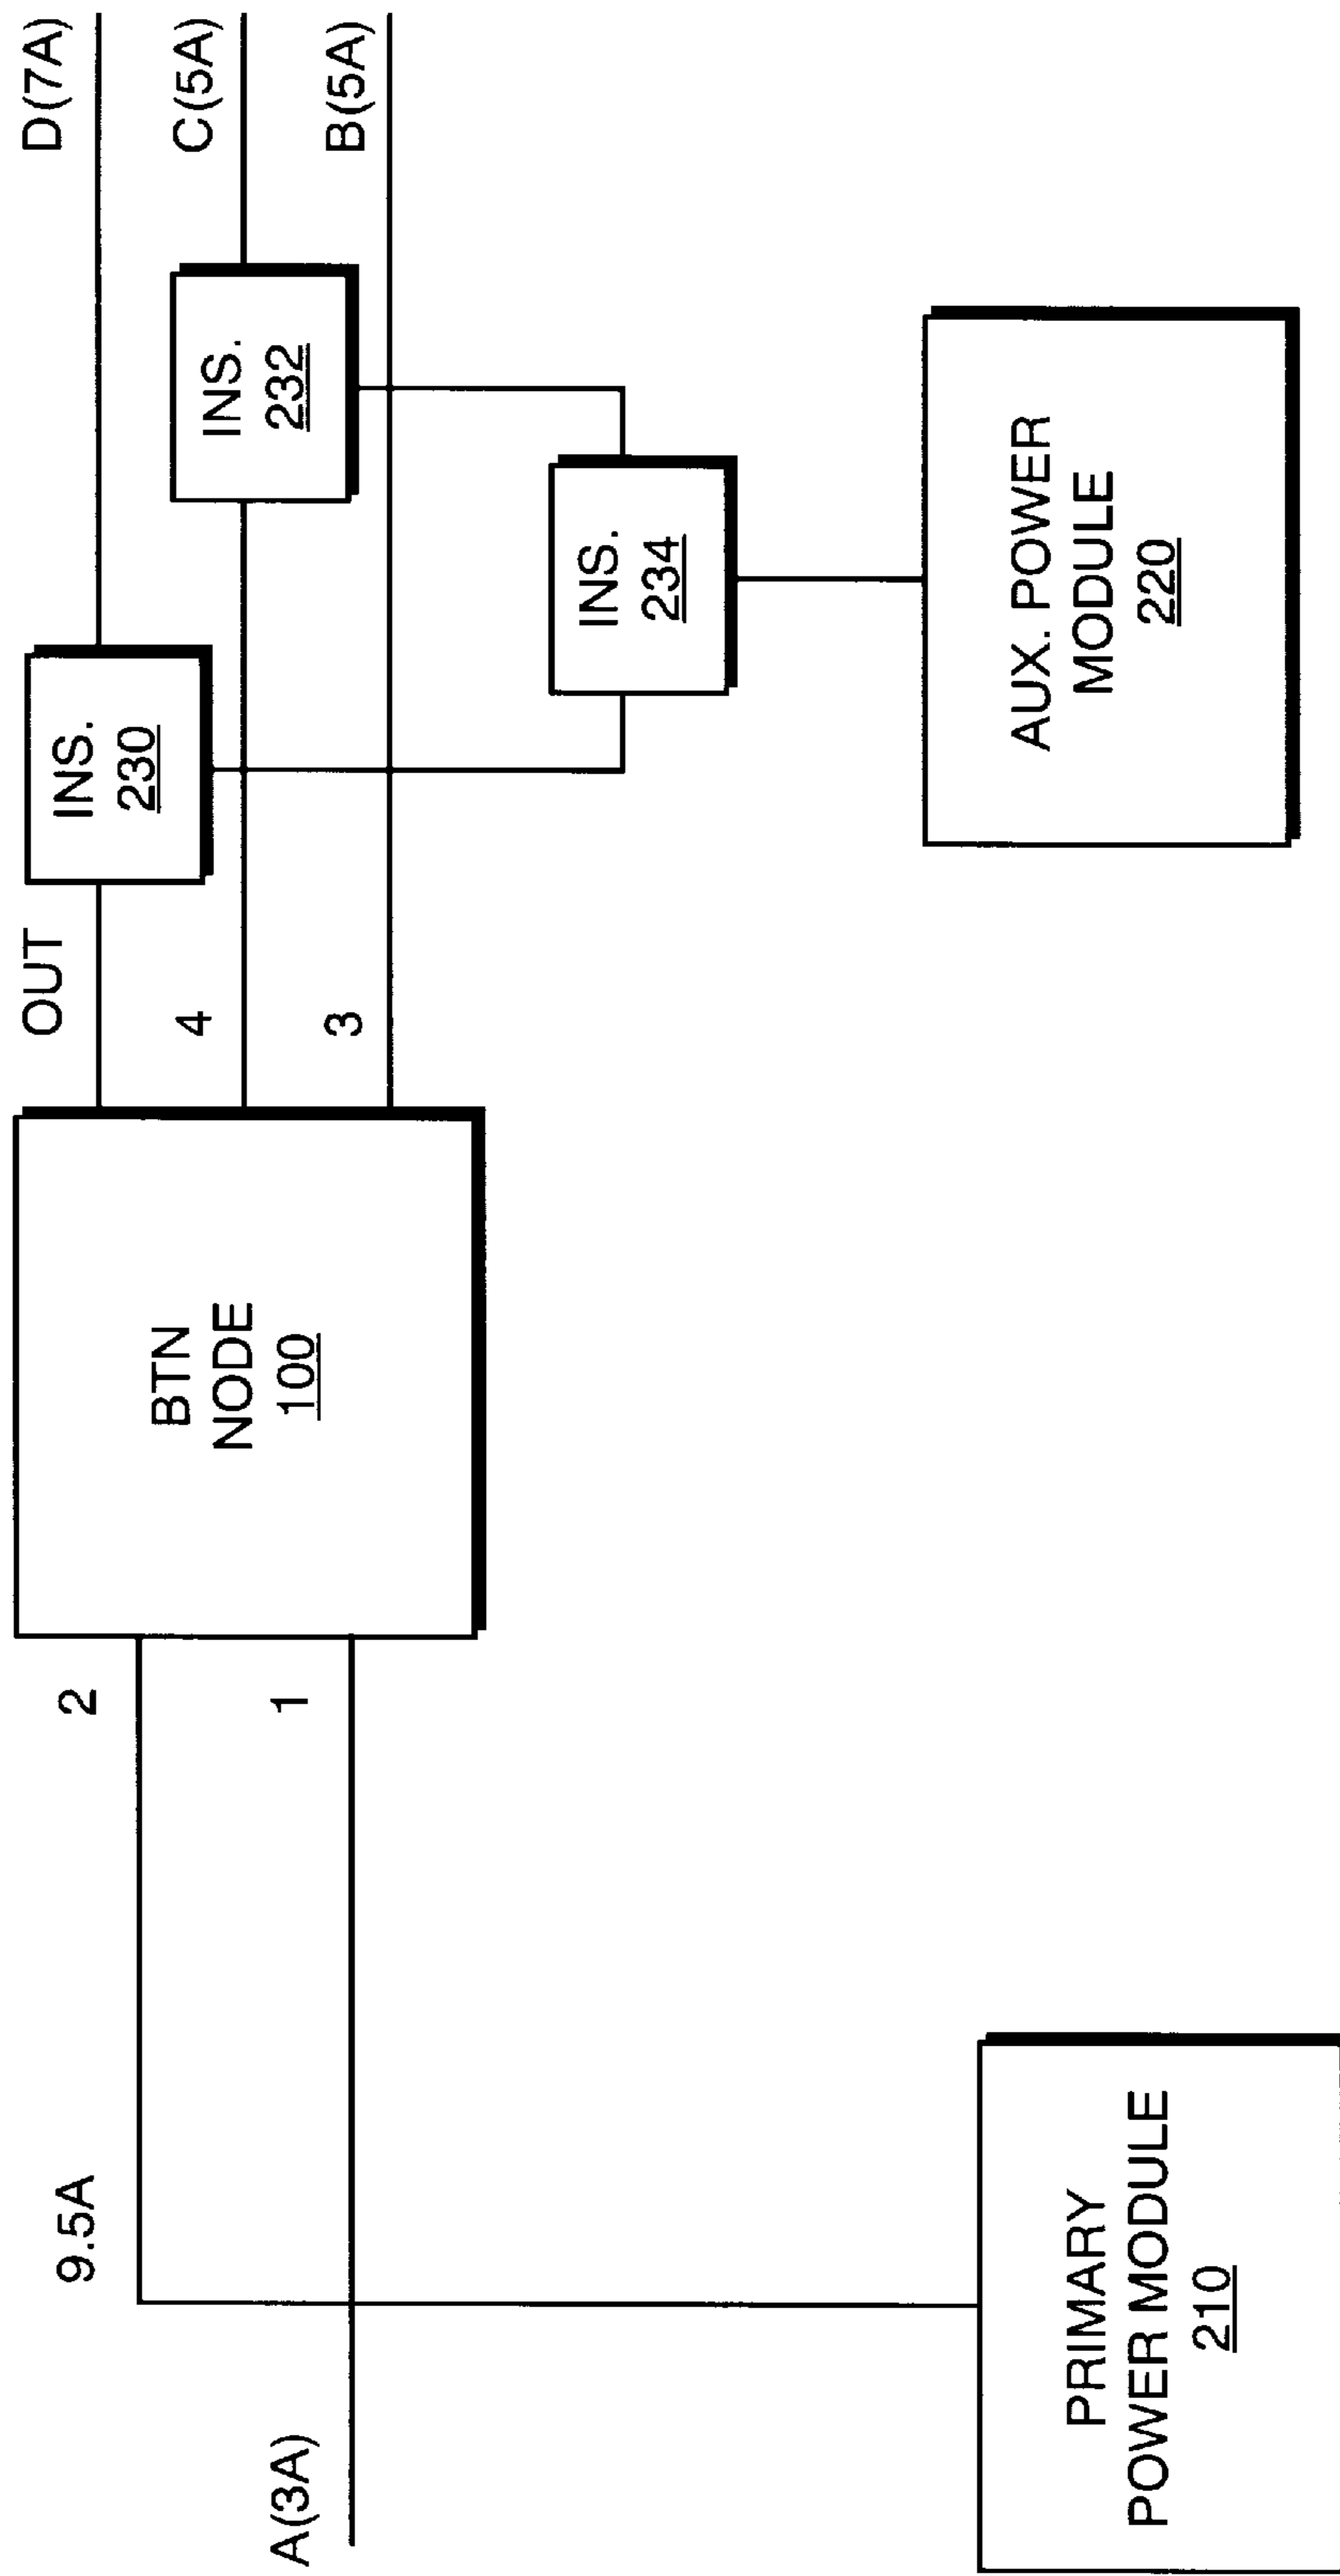 D(7A)
C(5A)
B(5A)
INS.
232
INS.
230
INS.
234
AUX. POWER
MODULE
220
OUT
4
3
BTN
NODE
100
2
1
9.5A
A(3A)
PRIMARY
POWER MODULE
210